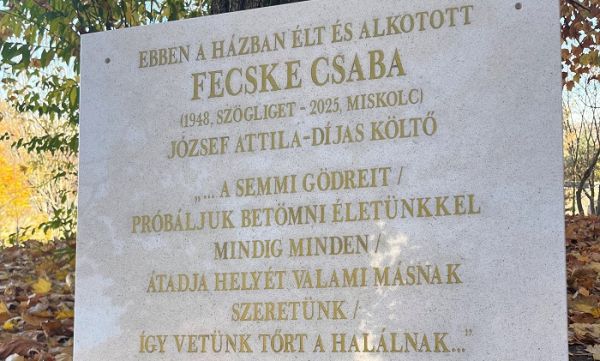 EBBEN A HÁZBAN ÉLT ÉS ALKOTOTT
FECSKE CSABA
(1948, SZÖGLIGET - 2025, MISKOLC)
JÓZSEF ATTILA-DÍJAS KÖLTŐ
„... A SEMMI GÖDREIT /
PRÓBÁLJUK BETÖMNI ÉLETÜNKKEL
MINDIG MINDEN /
ÁTADJA HELYÉT VALAMI MÁSNAK
SZERETÜNK /
ÍGY VETÜNK TŐRT A HALÁLNAK..."